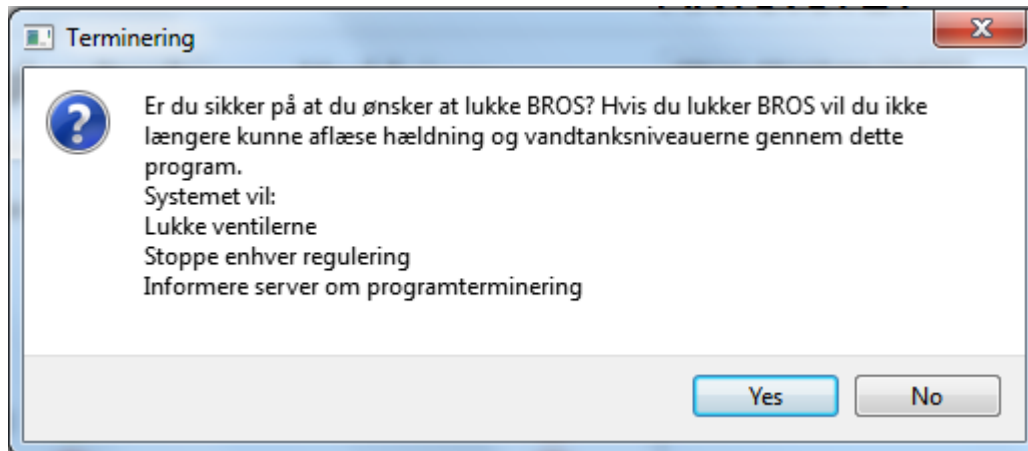 Terminering
Er du sikker på at du ønsker at lukke BROS? Hvis du lukker BROS vil du ikke
længere kunne aflæse hældning og vandtanksniveauerne gennem dette
program.
Systemet vil:
Lukke ventilerne
Stoppe enhver regulering
Informere server om programterminering
Yes
No